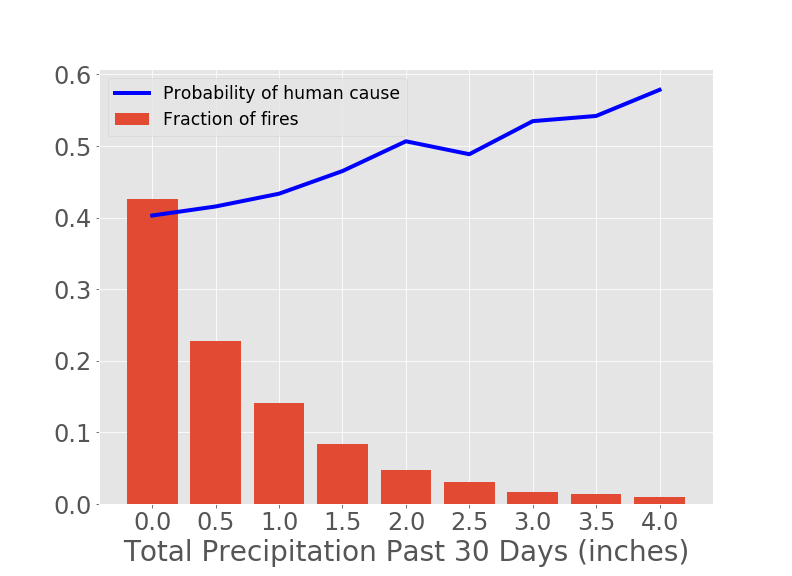 0.6
Probability of human cause
Fraction of fires
0.5
0.4
0.3
0.2
0.1
0.0
0.0 0.5 1.0 1.5 2.0 2.5 3.0 3.5 4.0
Total Precipitation Past 30 Days (inches)